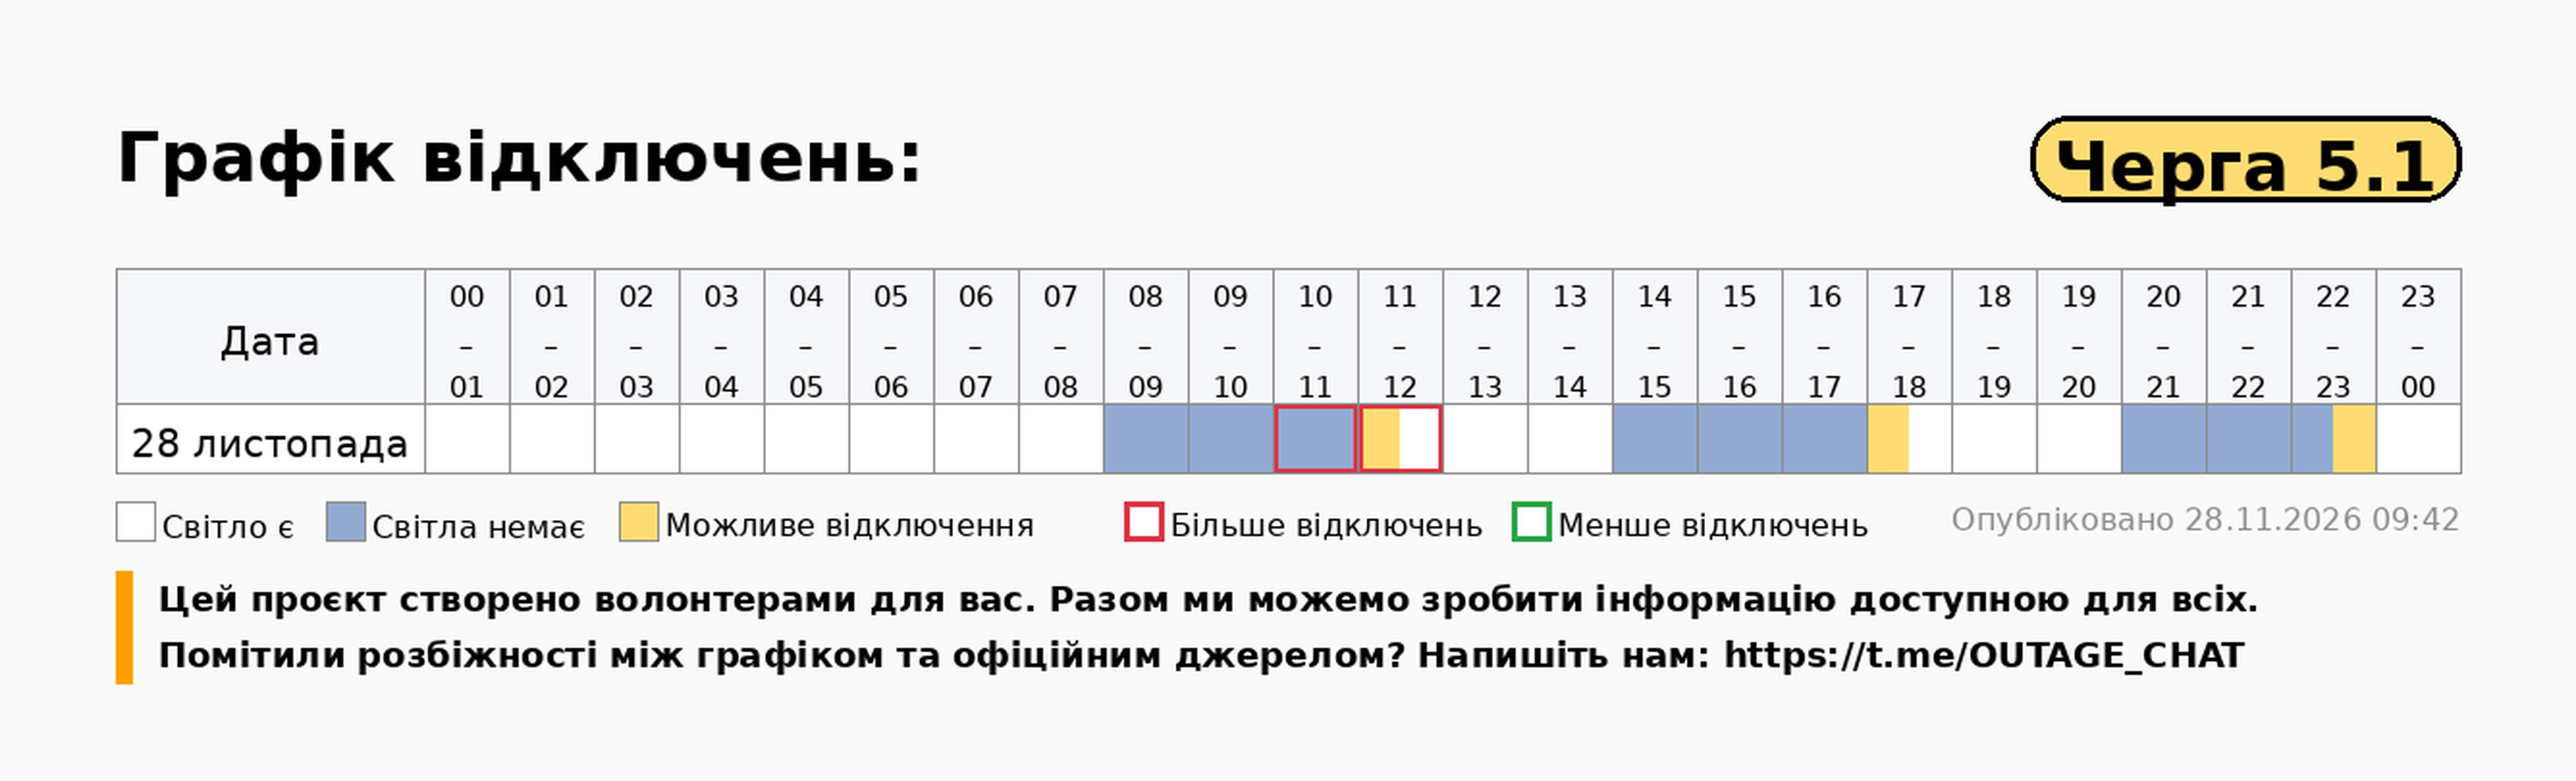 Графік відключень:
Черга 5.1
Дата
00 – 01
01 – 02
02 – 03
03 – 04
04 – 05
05 – 06
06 – 07
07 – 08
08 – 09
09 – 10
10 – 11
11 – 12
12 – 13
13 – 14
14 – 15
15 – 16
16 – 17
17 – 18
18 – 19
19 – 20
20 – 21
21 – 22
22 – 23
23 – 00
28 листопада
Світло є
Світла немає
Можливе відключення
Більше відключень
Менше відключень
Опубліковано 28.11.2026 09:42
Цей проєкт створено волонтерами для вас. Разом ми можемо зробити інформацію доступною для всіх.
Помітили розбіжності між графіком та офіційним джерелом? Напишіть нам: https://t.me/OUTAGE_CHAT